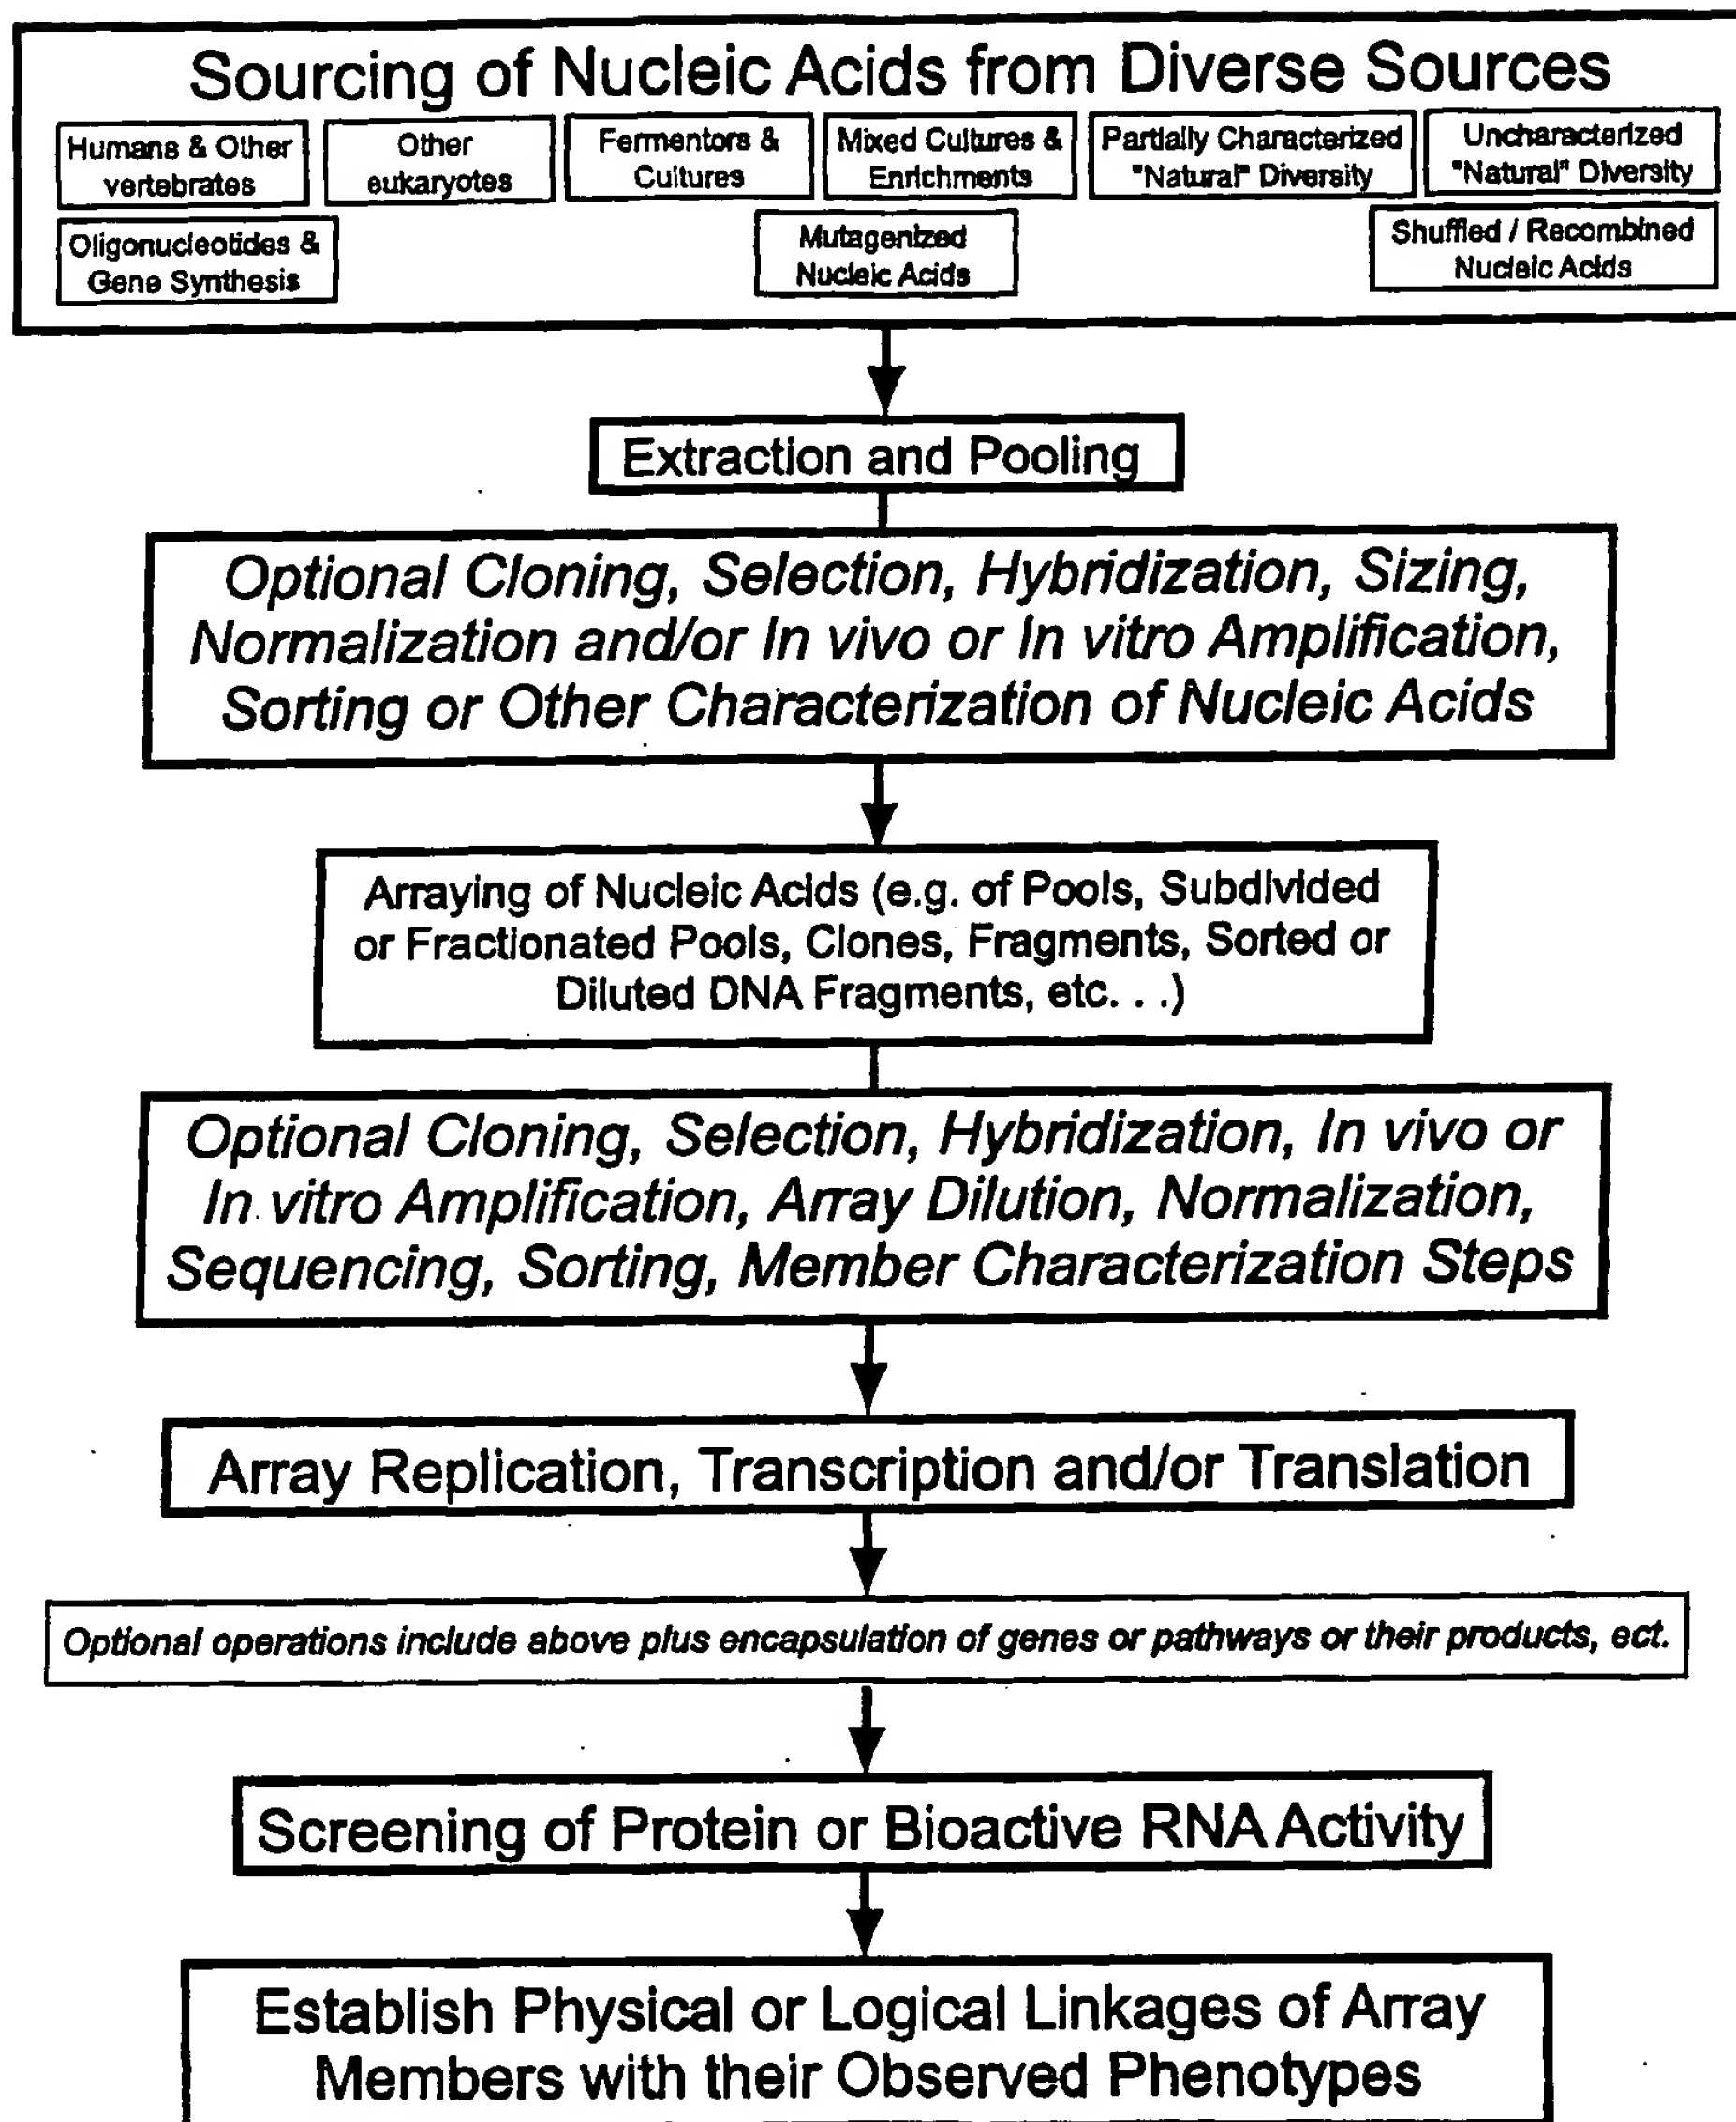 Sourcing of Nucleic Acids from Diverse Sources
Humans & Other
vertebrates
Other
eukaryotes
Fermentors &
Cultures
Mixed Cultures &
Enrichments
Partially Characterized
"Natural" Diversity
Uncharacterized
"Natural" Diversity
Oligonucleotides &
Gene Synthesis
Mutagenized
Nucleic Acids
Shuffled / Recombined
Nucleic Acids
Extraction and Pooling
Optional Cloning, Selection, Hybridization, Sizing,
Normalization and/or In vivo or In vitro Amplification,
Sorting or Other Characterization of Nucleic Acids
Arraying of Nucleic Acids (e.g. of Pools, Subdivided
or Fractionated Pools, Clones, Fragments, Sorted or
Diluted DNA Fragments, etc. . .)
Optional Cloning, Selection, Hybridization, In vivo or
In vitro Amplification, Array Dilution, Normalization,
Sequencing, Sorting, Member Characterization Steps
Array Replication, Transcription and/or Translation
Optional operations include above plus encapsulation of genes or pathways or their products, ect.
Screening of Protein or Bioactive RNA Activity
Establish Physical or Logical Linkages of Array
Members with their Observed Phenotypes